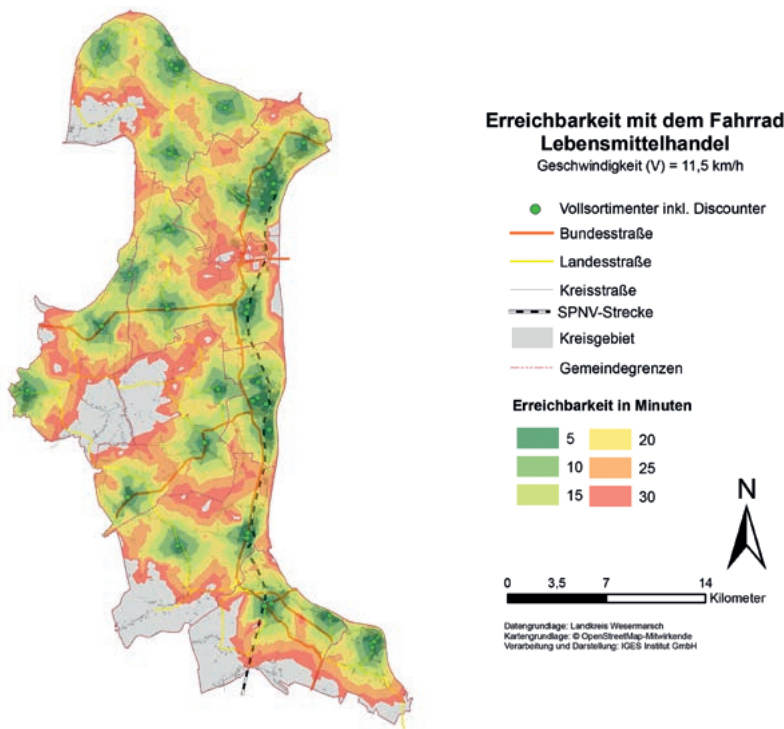 Erreichbarkeit mit dem Fahrrad
Lebensmittelhandel
Geschwindigkeit (V) = 11,5 km/h
Vollsortimenter inkl. Discounter
Bundesstraße
Landesstraße
Kreisstraße
SPNV-Strecke
Kreisgebiet
Gemeindegrenzen
Erreichbarkeit in Minuten
5 20
10 25
15 30
N
0 3,5 7 14
Kilometer
Datengrundlage: Landkreis Wesermarsch
Kartengrundlage: © OpenStreetMap-Mitwirkende
Verarbeitung und Darstellung: IGES Institut GmbH